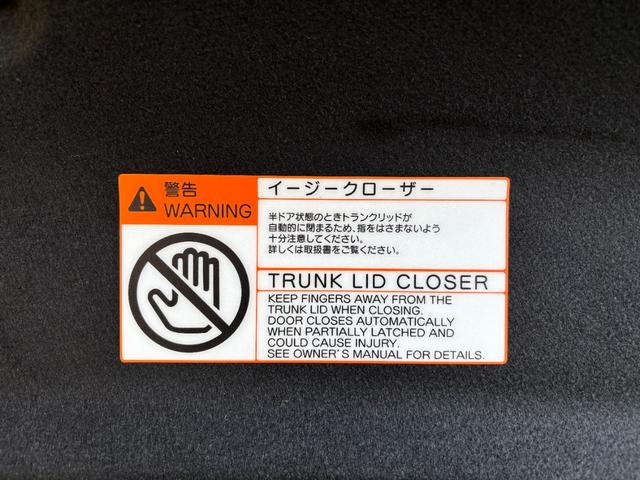 警告
WARNING
イージークローザー
半ドア状態のときトランクリッドが
自動的に閉まるため、指をはさまないよう
十分注意してください。
詳しくは取扱書をご覧ください。
TRUNK LID CLOSER
KEEP FINGERS AWAY FROM THE
TRUNK LID WHEN CLOSING.
DOOR CLOSES AUTOMATICALLY
WHEN PARTIALLY LATCHED AND
COULD CAUSE INJURY.
SEE OWNER'S MANUAL FOR DETAILS.